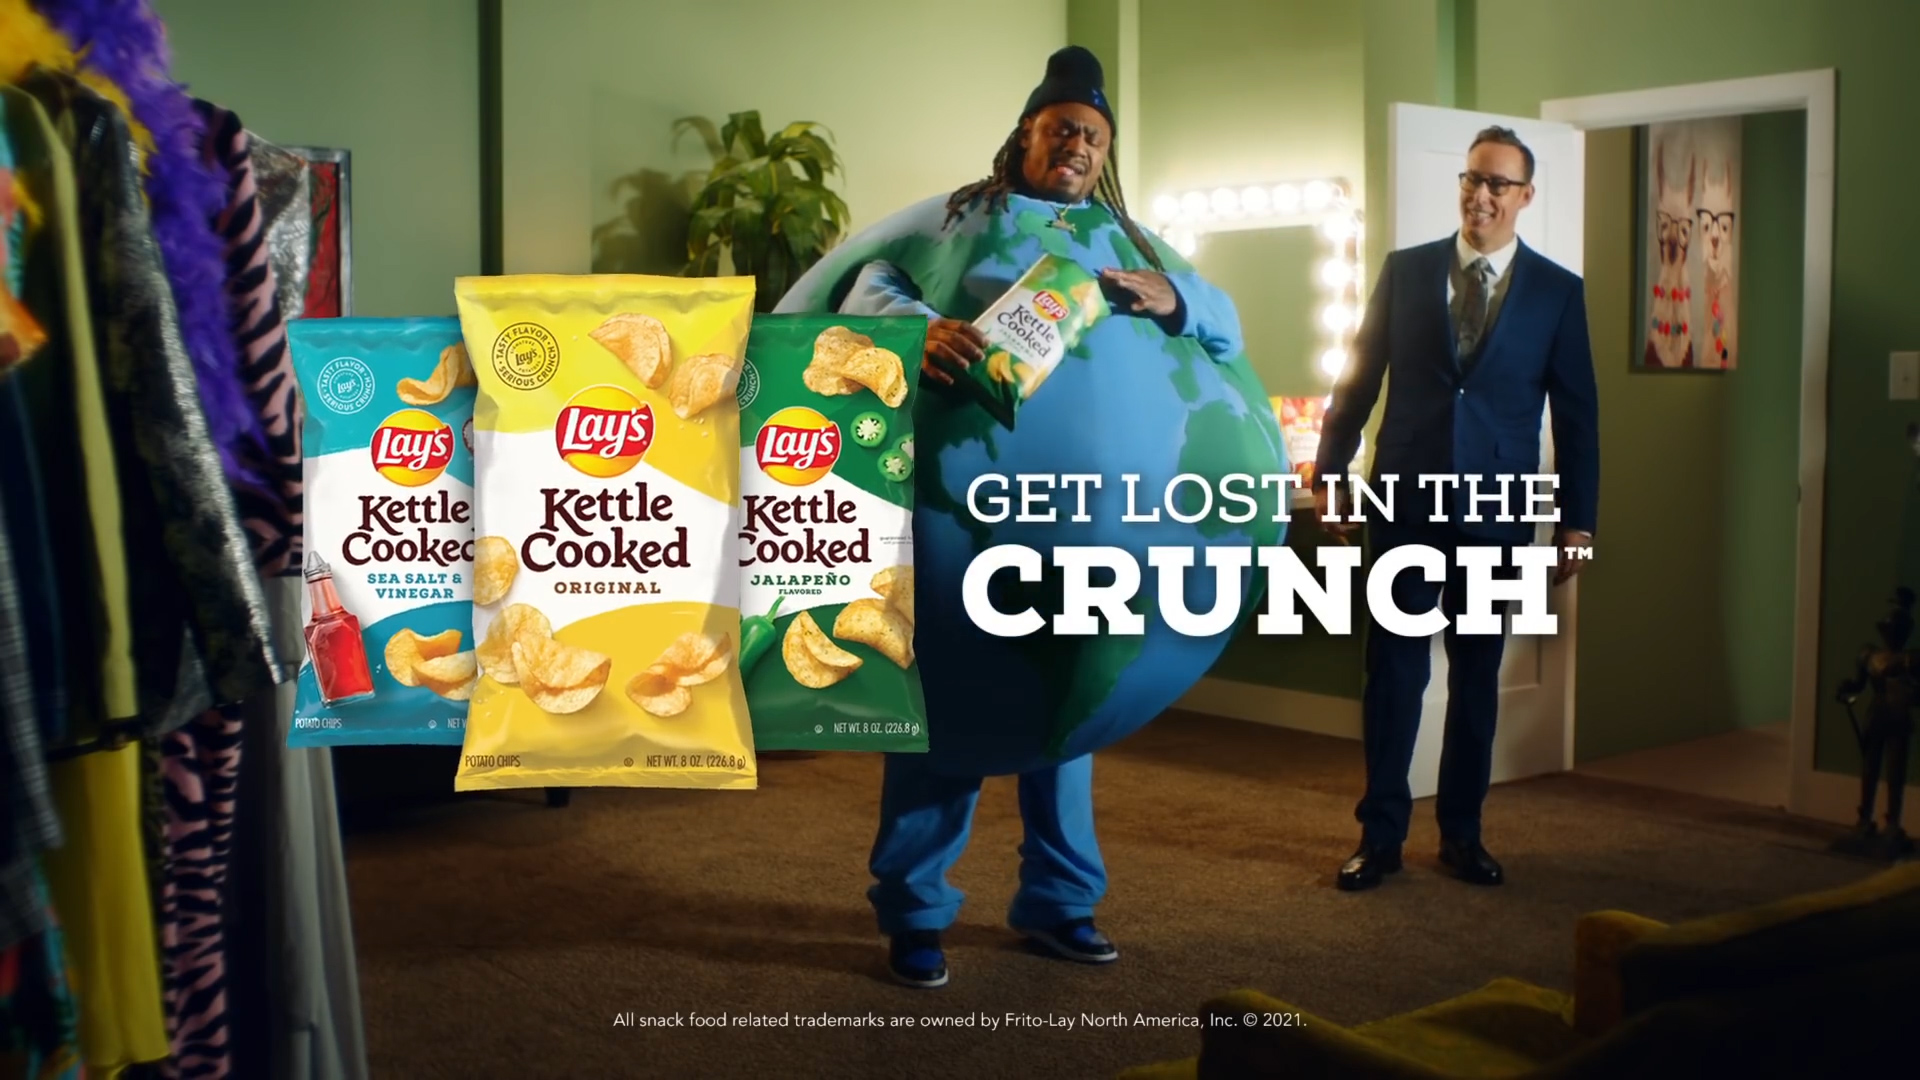 TASTY FLAVOR
Lay's
SERIOUS CRUNCH
Lay's
Kettle
Cooked
SEA SALT &
VINEGAR
POTATO CHIPS
TASTY FLAVOR
Lay's
SERIOUS CRUNCH
Lay's
Kettle
Cooked
ORIGINAL
POTATO CHIPS
NET WT. 8 OZ. (226.8 g)
Lay's
Kettle
Cooked
JALAPEÑO
FLAVORED
NET WT. 8 OZ. (226.8 g)
Lay's
Kettle
Cooked
GET LOST IN THE
CRUNCH™
All snack food related trademarks are owned by Frito-Lay North America, Inc. © 2021.